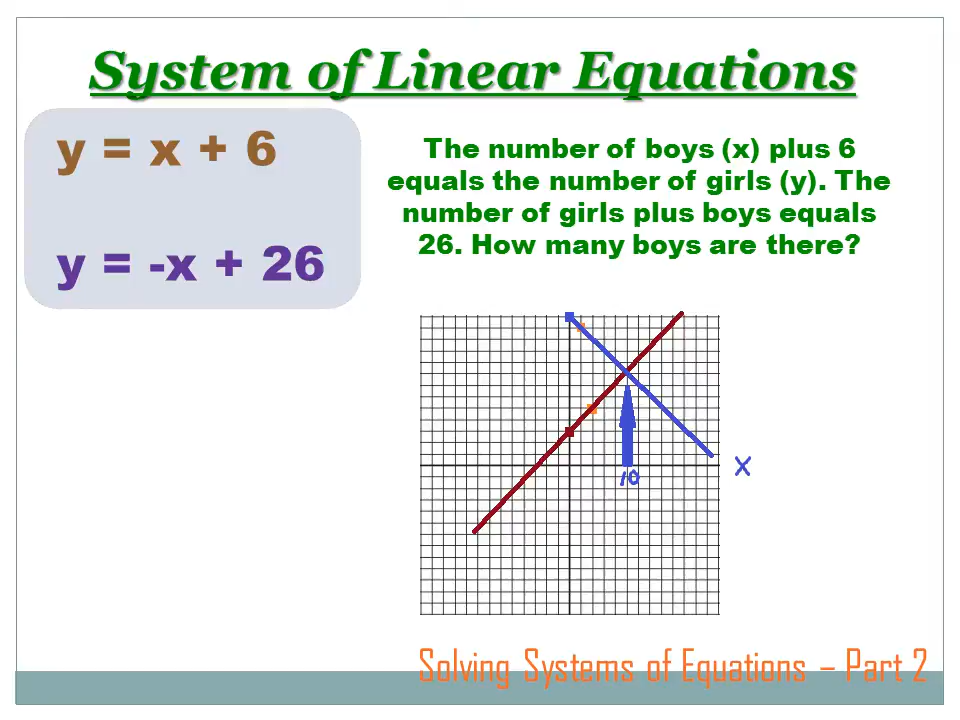 System of Linear Equations
y = x + 6
y = -x + 26
The number of boys (x) plus 6
equals the number of girls (y). The
number of girls plus boys equals
26. How many boys are there?
x
10
Solving Systems of Equations – Part 2